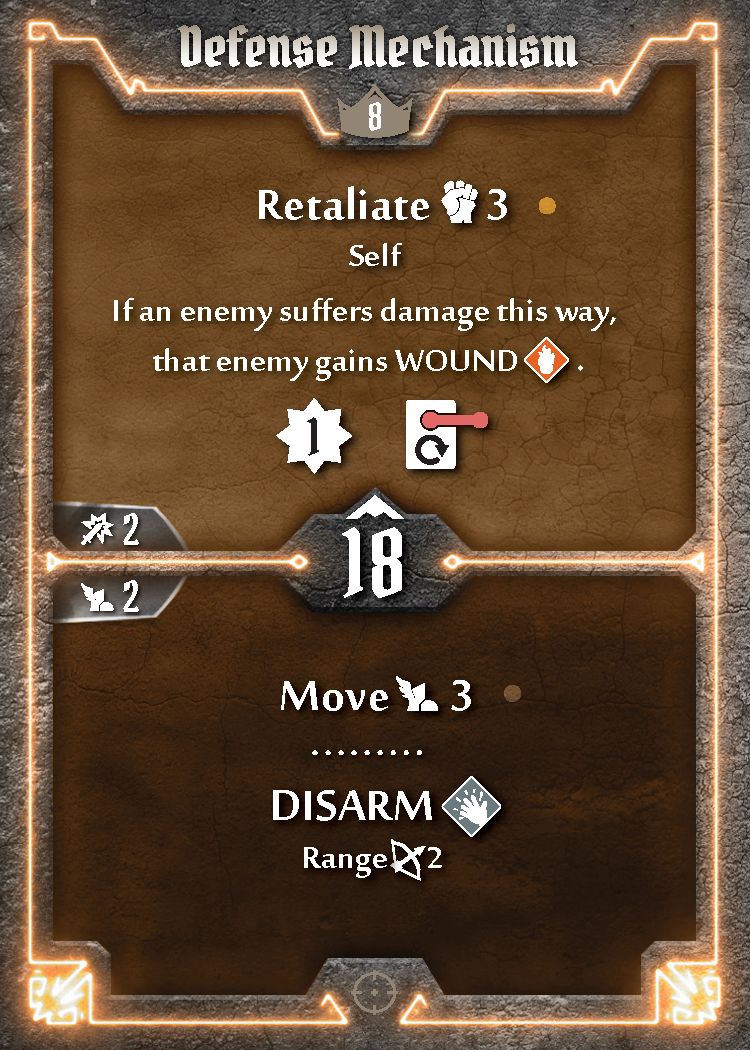 Defense Mechanism
8
Retaliate 3
Self
If an enemy suffers damage this way,
that enemy gains WOUND .
1
2
18
2
Move 3
.........
DISARM
Range 2